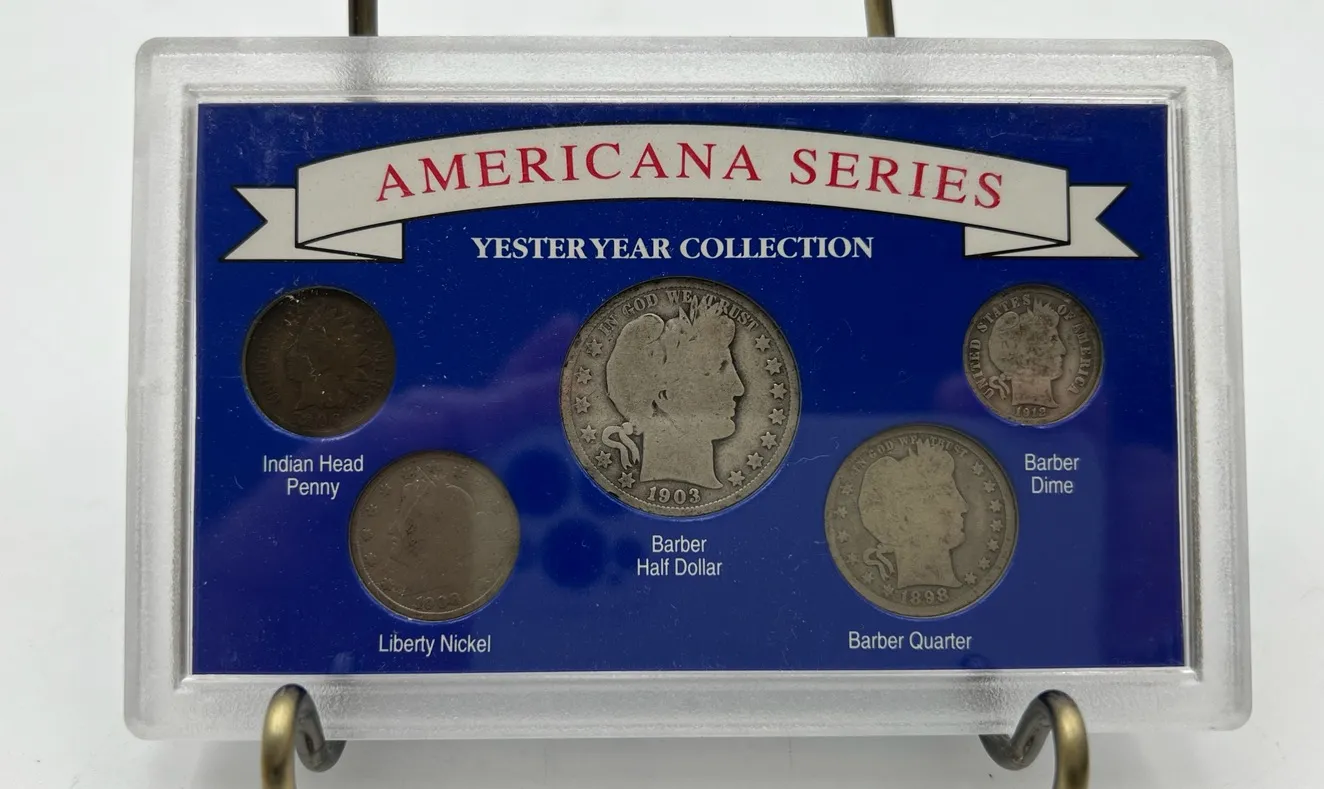 AMERICANA SERIES
YESTERYEAR COLLECTION
IN GOD WE TRUST
1903
UNITED STATES OF AMERICA
1912
Indian Head
Penny
Barber
Dime
IN GOD WE TRUST
1898
Barber
Half Dollar
Liberty Nickel
Barber Quarter